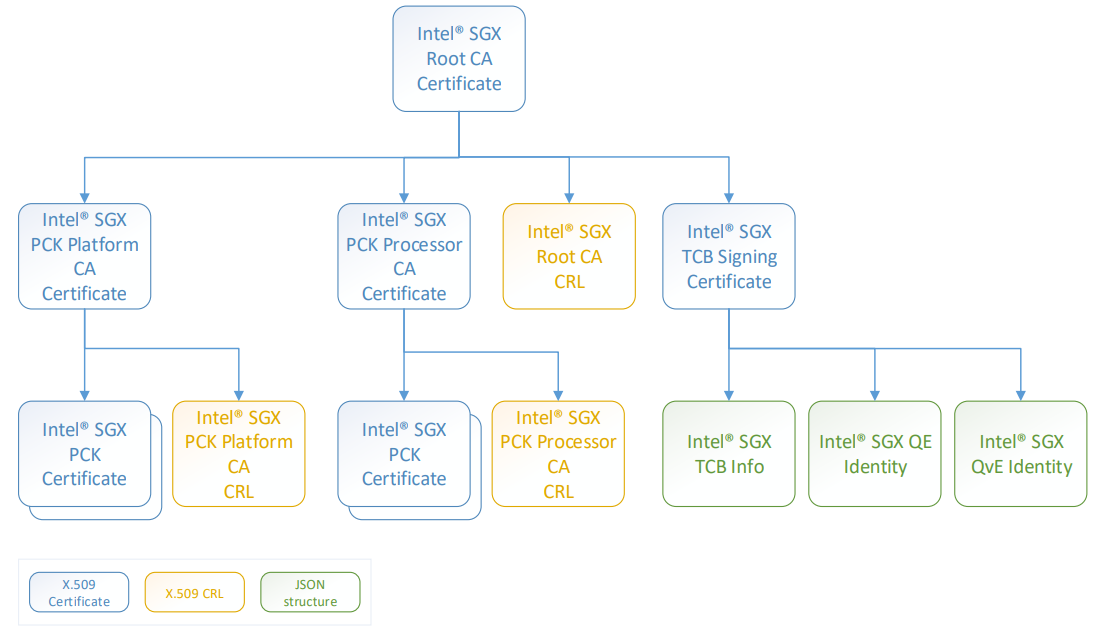 Intel® SGX
Root CA
Certificate
Intel® SGX
PCK Platform
CA
Certificate
Intel® SGX
PCK Processor
CA
Certificate
Intel® SGX
Root CA
CRL
Intel® SGX
TCB Signing
Certificate
Intel® SGX
PCK
Certificate
Intel® SGX
PCK Platform
CA
CRL
Intel® SGX
PCK
Certificate
Intel® SGX
PCK Processor
CA
CRL
Intel® SGX
TCB Info
Intel® SGX QE
Identity
Intel® SGX
QvE Identity
X.509
Certificate
X.509 CRL
JSON
structure